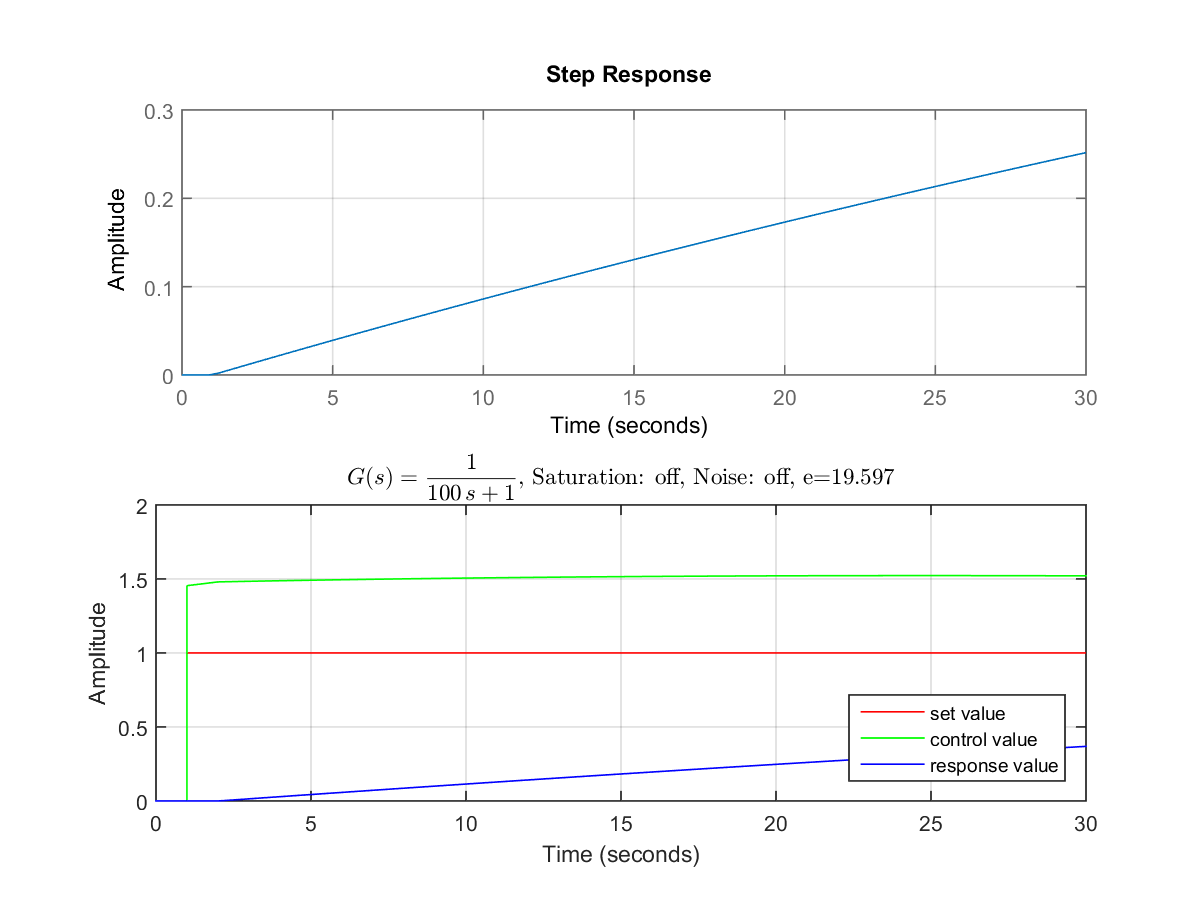 Step Response
0.3
0.2
0.1
0
Amplitude
0 5 10 15 20 25 30
Time (seconds)
G(s) = 1/(100 s + 1), Saturation: off, Noise: off, e=19.597
2
1.5
1
0.5
0
Amplitude
set value
control value
response value
0 5 10 15 20 25 30
Time (seconds)